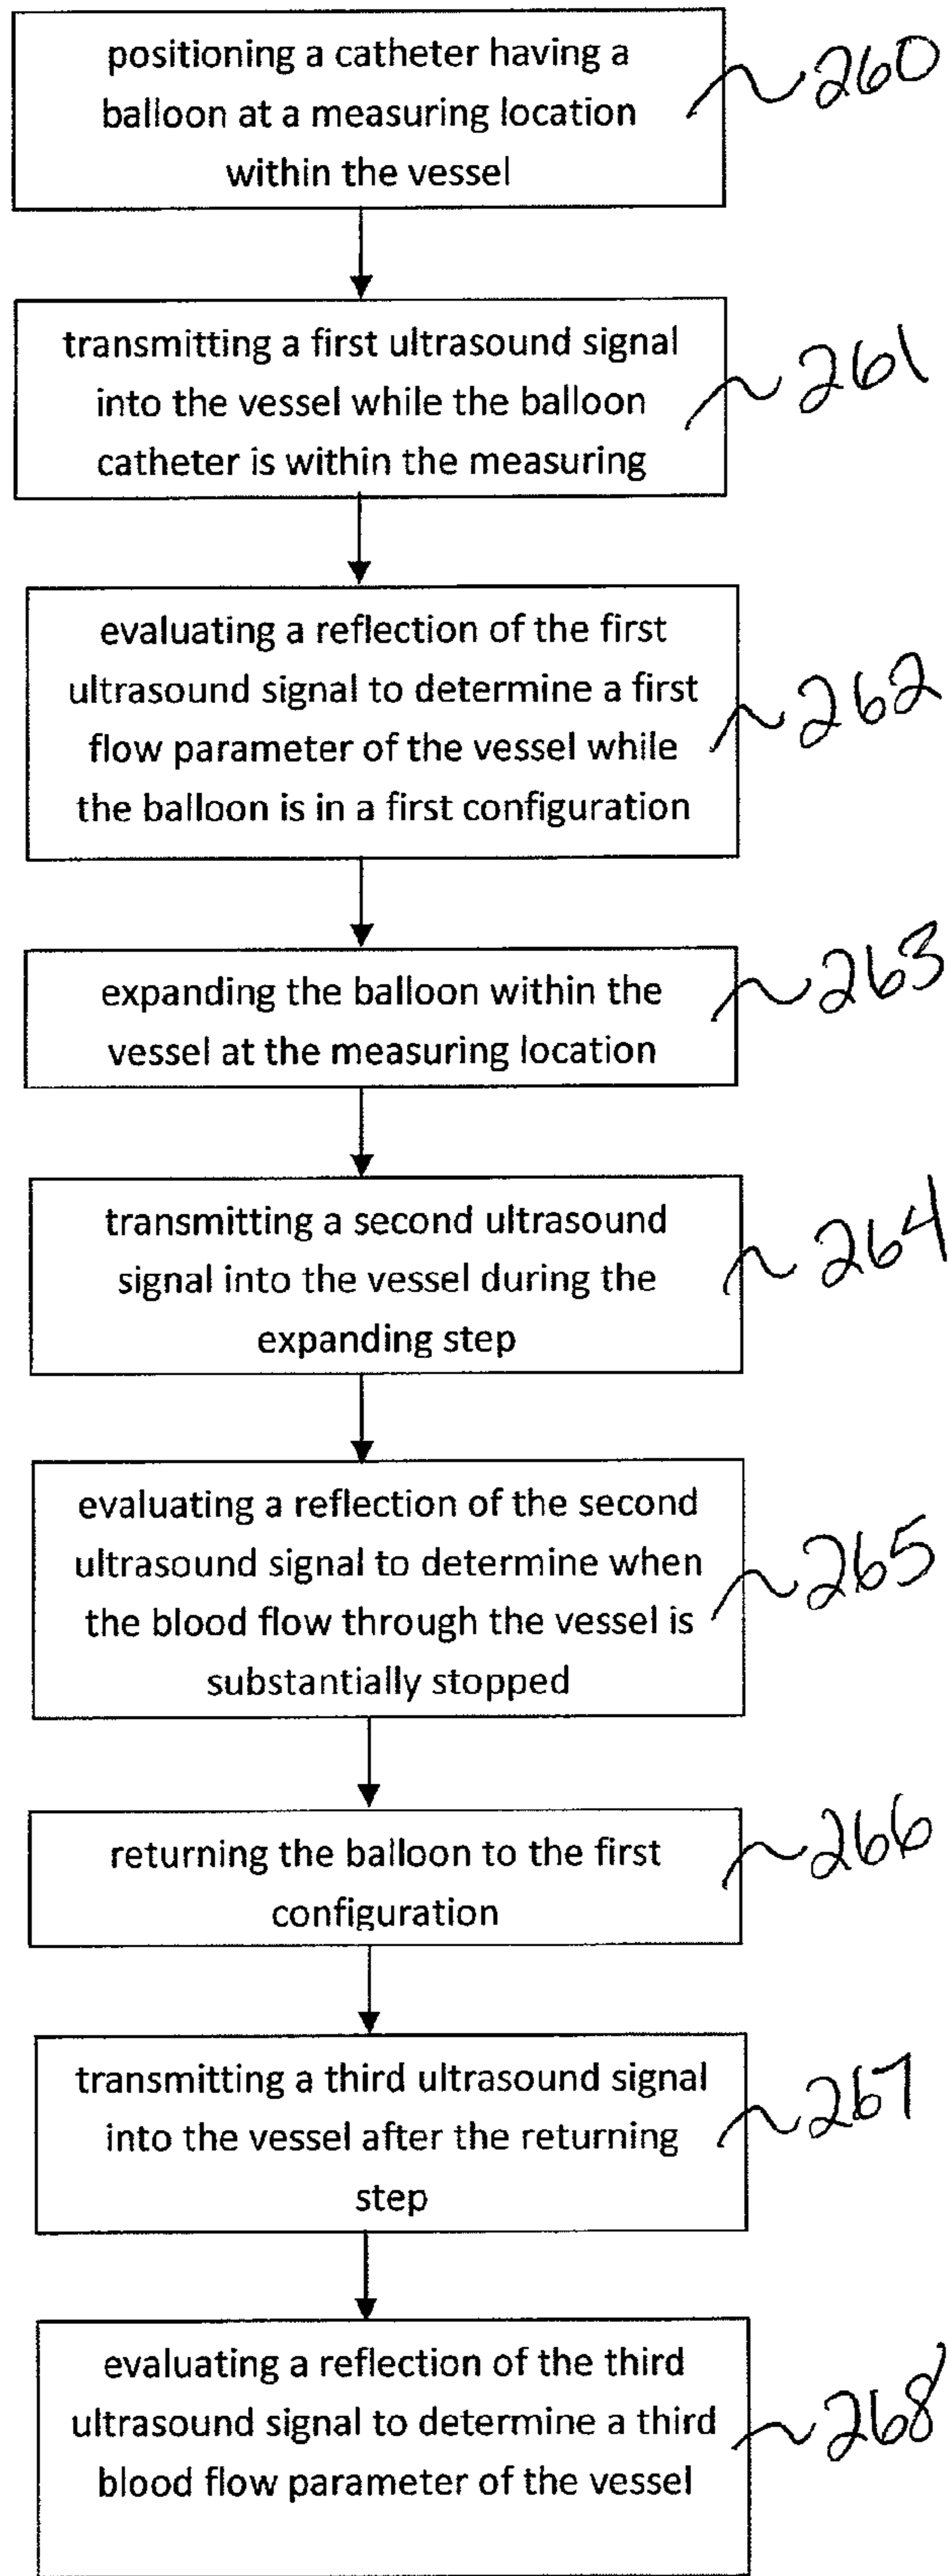 positioning a catheter having a
balloon at a measuring location
within the vessel
260
transmitting a first ultrasound signal
into the vessel while the balloon
catheter is within the measuring
261
evaluating a reflection of the first
ultrasound signal to determine a first
flow parameter of the vessel while
the balloon is in a first configuration
262
expanding the balloon within the
vessel at the measuring location
263
transmitting a second ultrasound
signal into the vessel during the
expanding step
264
evaluating a reflection of the second
ultrasound signal to determine when
the blood flow through the vessel is
substantially stopped
265
returning the balloon to the first
configuration
266
transmitting a third ultrasound signal
into the vessel after the returning
step
267
evaluating a reflection of the third
ultrasound signal to determine a third
blood flow parameter of the vessel
268